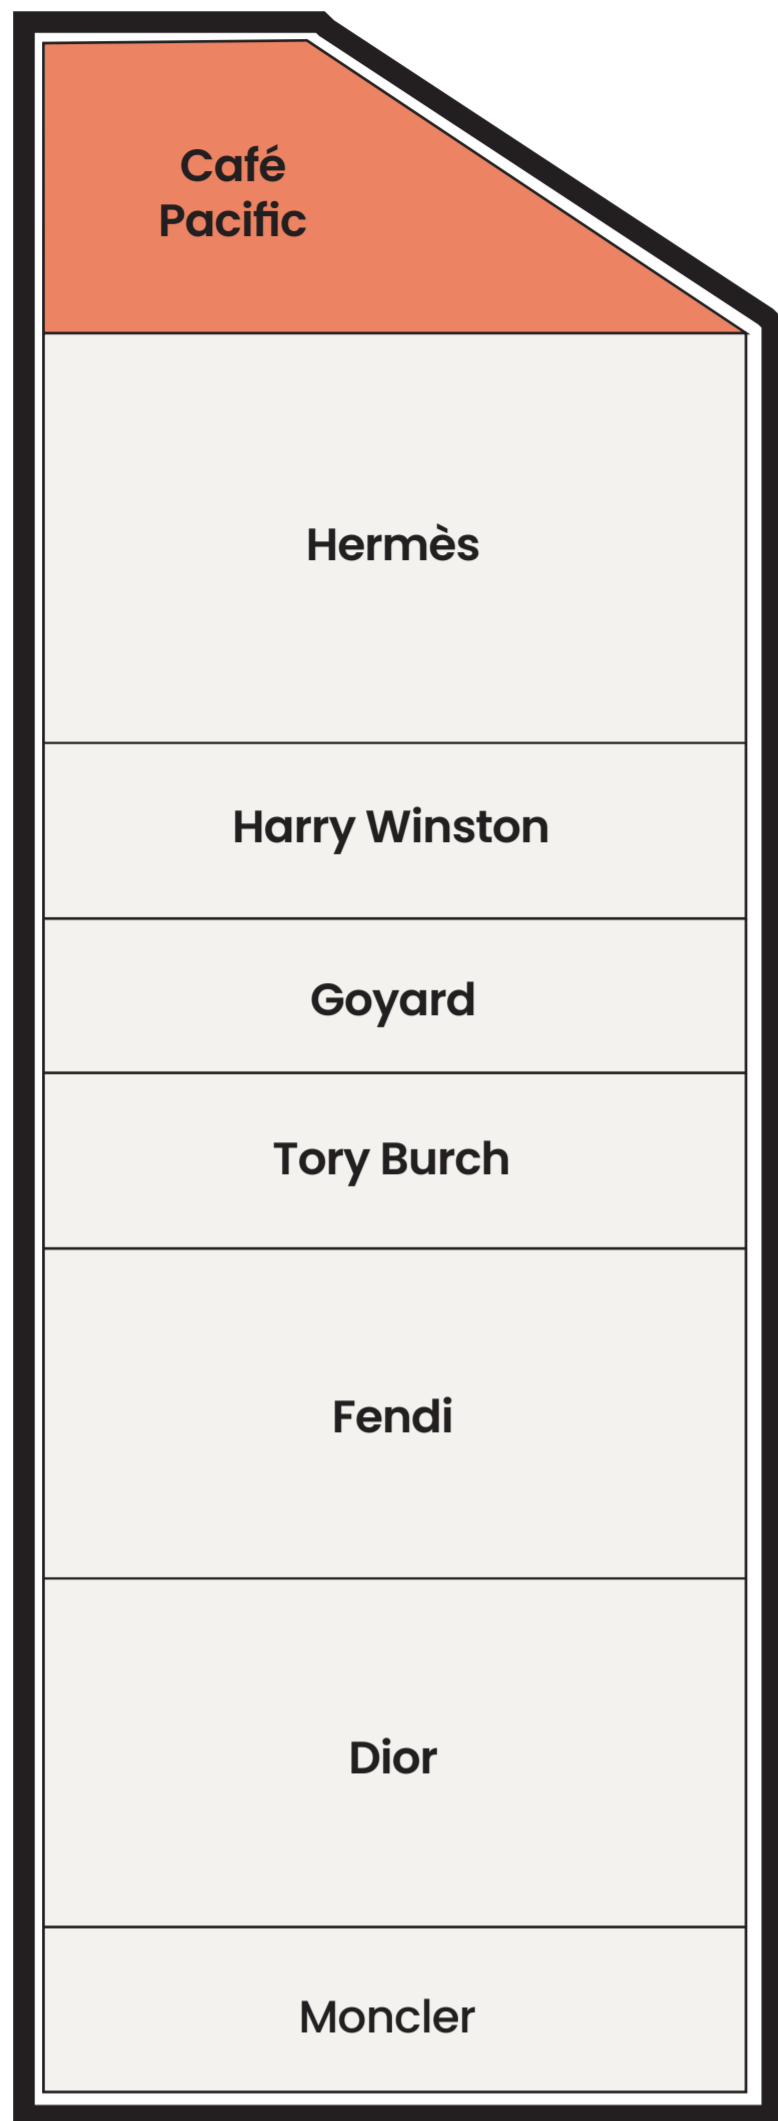 Café
Pacific
Hermès
Harry Winston
Goyard
Tory Burch
Fendi
Dior
Moncler